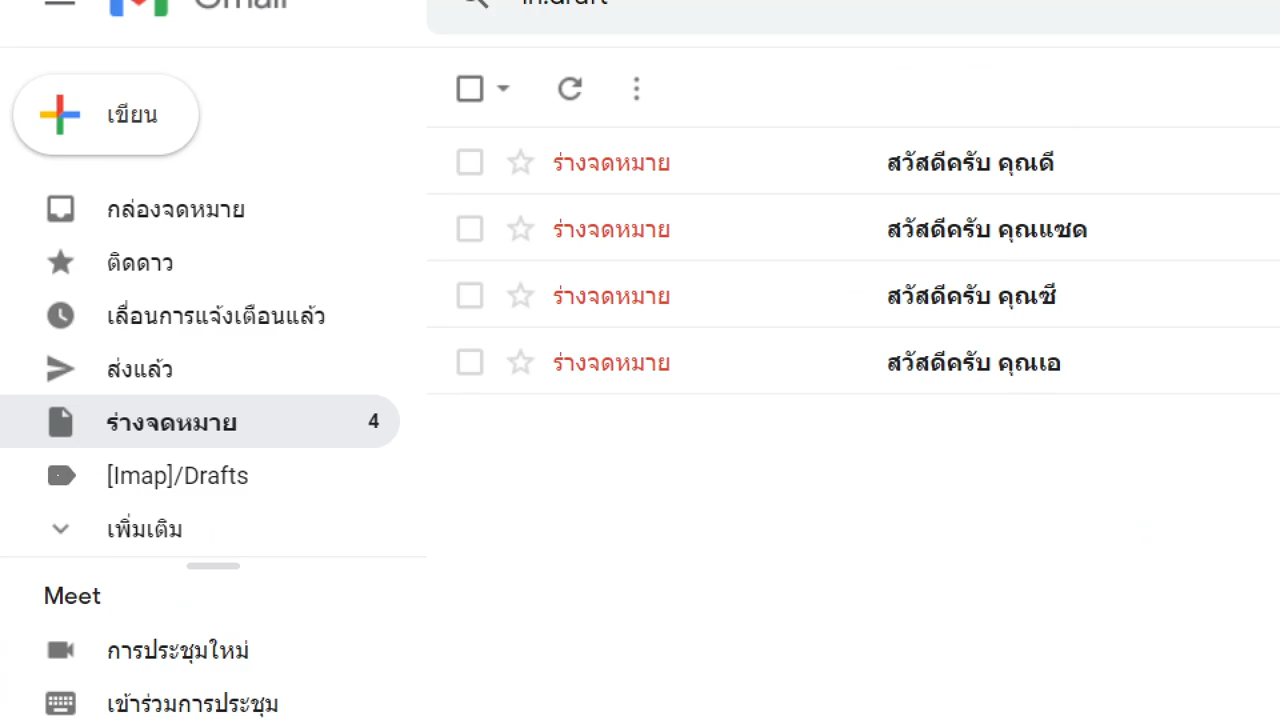 Gmail
in:draft
เขียน
กล่องจดหมาย
ติดดาว
เลื่อนการแจ้งเตือนแล้ว
ส่งแล้ว
ร่างจดหมาย 4
[Imap]/Drafts
เพิ่มเติม
Meet
การประชุมใหม่
เข้าร่วมการประชุม
ร่างจดหมาย สวัสดีครับ คุณดี
ร่างจดหมาย สวัสดีครับ คุณแซด
ร่างจดหมาย สวัสดีครับ คุณซี
ร่างจดหมาย สวัสดีครับ คุณเอ